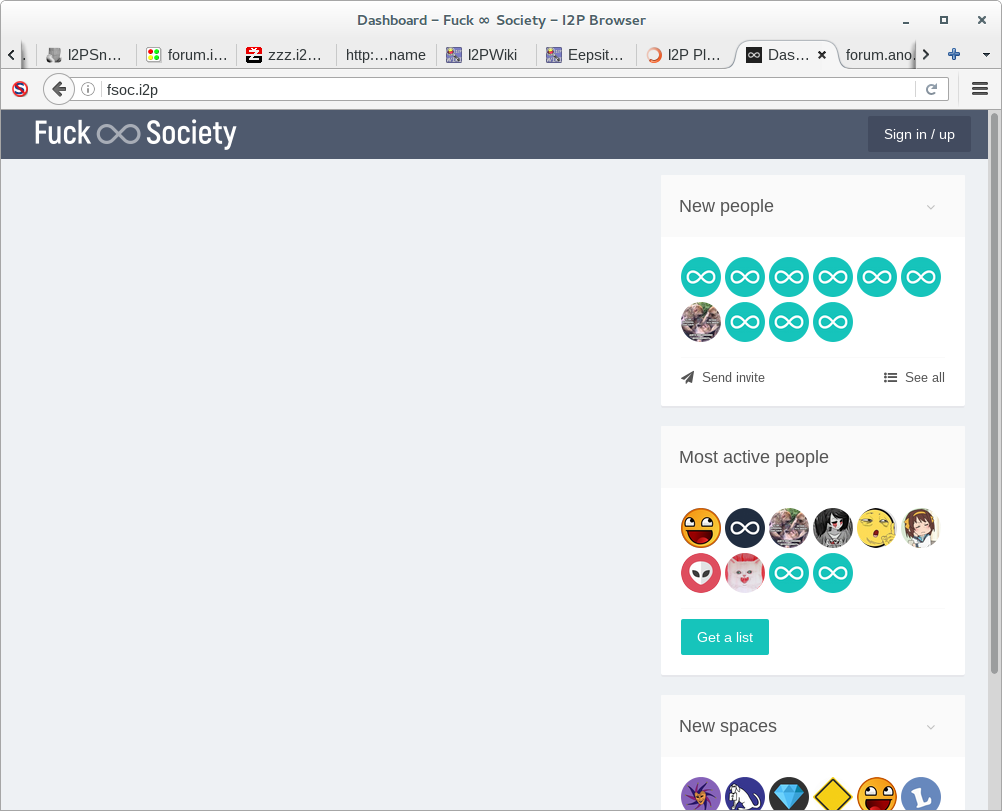 Dashboard – Fuck ∞ Society – I2P Browser
I2PSn…
forum.i…
zzz.i2…
http:…name
I2PWiki
Eepsit…
I2P Pl…
Das…
forum.ano
fsoc.i2p
Fuck ∞ Society
Sign in / up
New people
Send invite
See all
Most active people
Get a list
New spaces